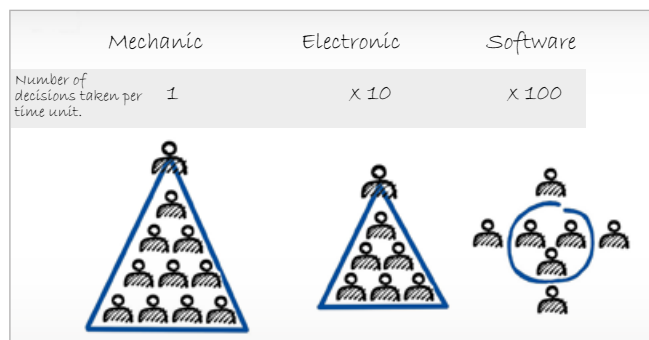 Mechanic Electronic Software
Number of
decisions taken per
time unit.
1 x 10 x 100